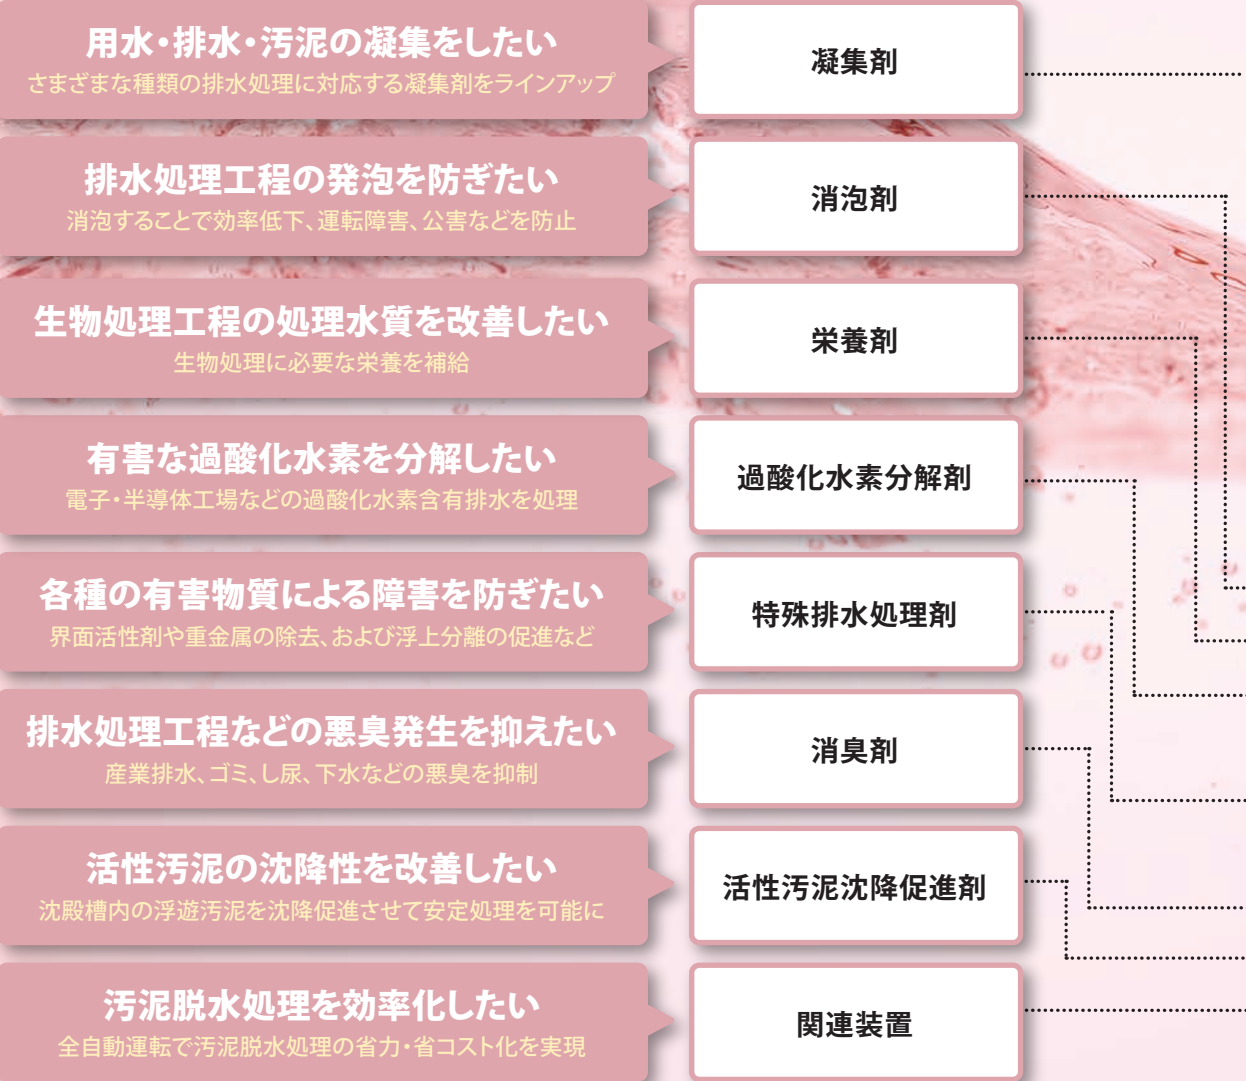 用水・排水・汚泥の凝集をしたい
さまざまな種類の排水処理に対応する凝集剤をラインアップ
凝集剤
排水処理工程の発泡を防ぎたい
消泡することで効率低下、運転障害、公害などを防止
消泡剤
生物処理工程の処理水質を改善したい
生物処理に必要な栄養を補給
栄養剤
有害な過酸化水素を分解したい
電子・半導体工場などの過酸化水素含有排水を処理
過酸化水素分解剤
各種の有害物質による障害を防ぎたい
界面活性剤や重金属の除去、および浮上分離の促進など
特殊排水処理剤
排水処理工程などの悪臭発生を抑えたい
産業排水、ゴミ、し尿、下水などの悪臭を抑制
消臭剤
活性汚泥の沈降性を改善したい
沈殿槽内の浮遊汚泥を沈降促進させて安定処理を可能に
活性汚泥沈降促進剤
汚泥脱水処理を効率化したい
全自動運転で汚泥脱水処理の省力・省コスト化を実現
関連装置